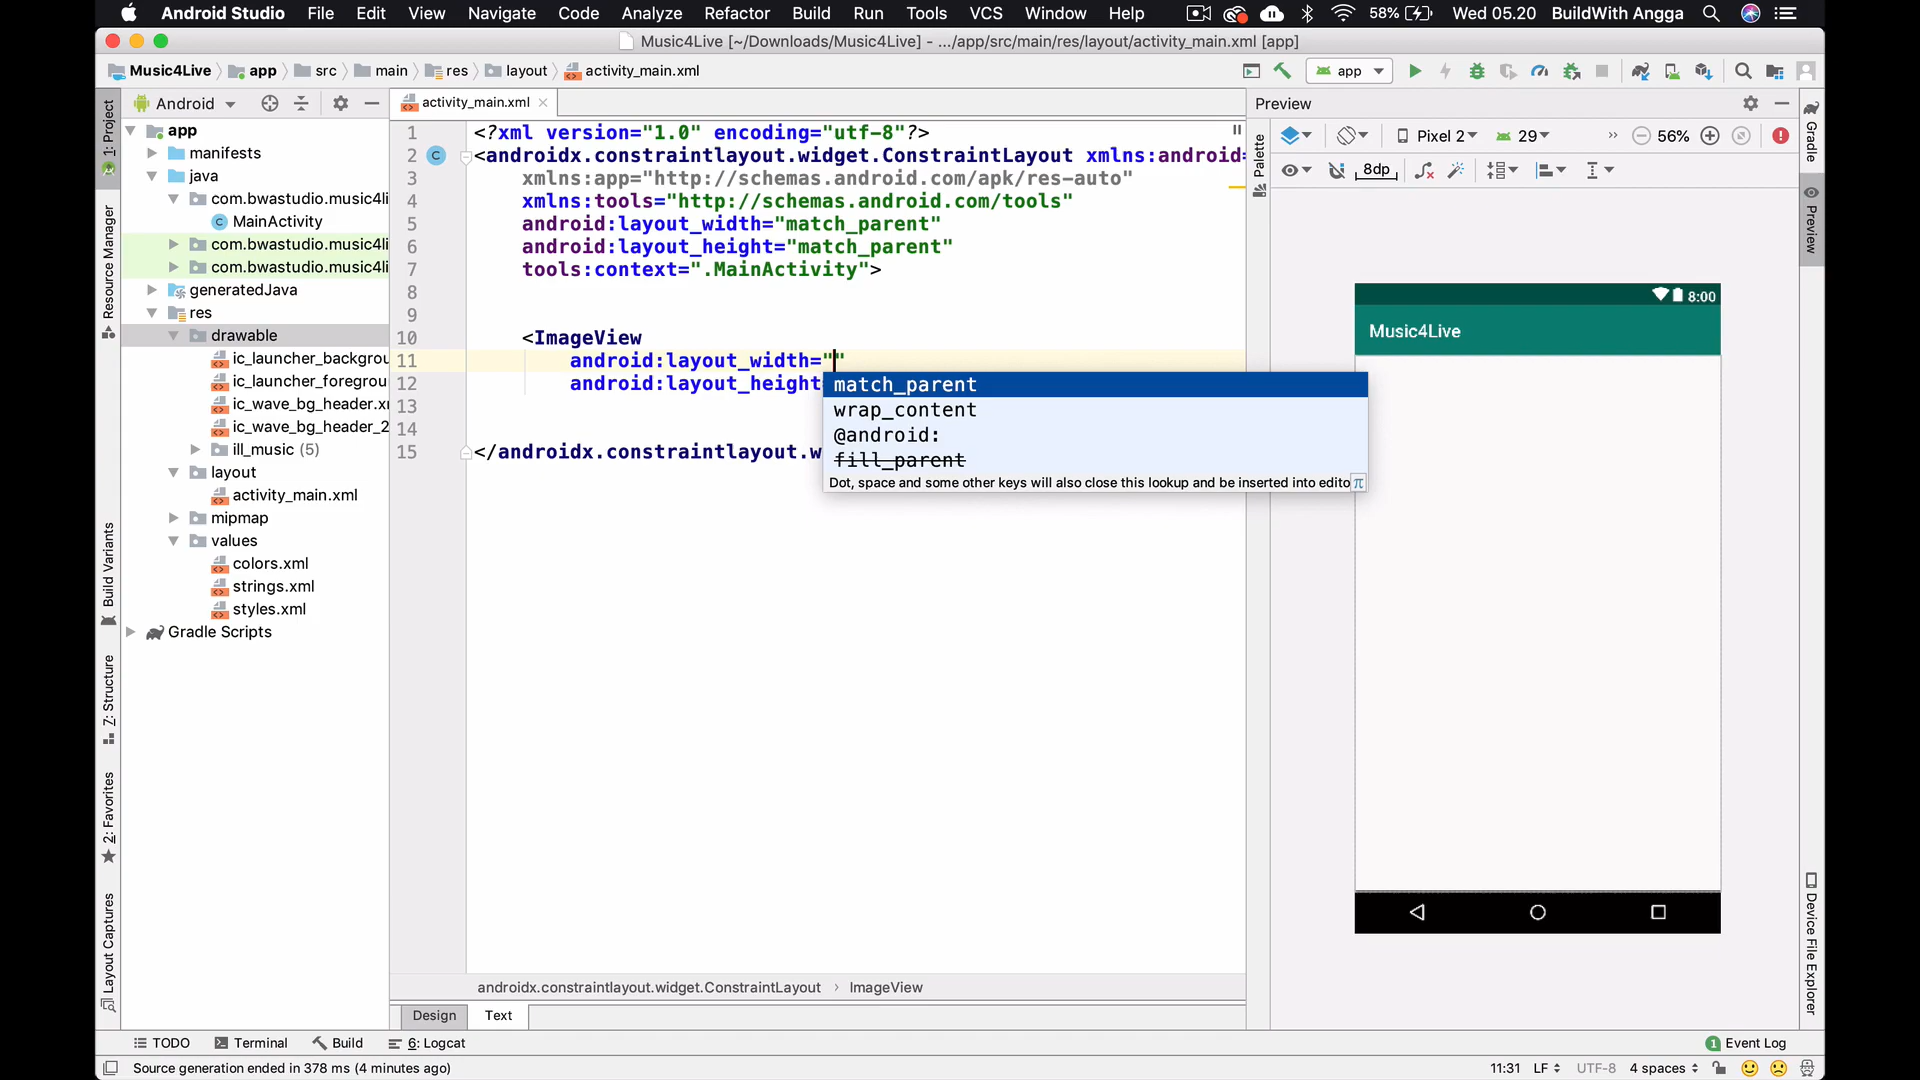 Android Studio File Edit View Navigate Code Analyze Refactor Build Run Tools VCS Window Help 58% Wed 05.20 BuildWith Angga
Music4Live [~/Downloads/Music4Live] - .../app/src/main/res/layout/activity_main.xml [app]
Music4Live app src main res layout activity_main.xml app
Android activity_main.xml Preview
1 <?xml version="1.0" encoding="utf-8"?>
2 <androidx.constraintlayout.widget.ConstraintLayout xmlns:android=
3 xmlns:app="http://schemas.android.com/apk/res-auto"
4 xmlns:tools="http://schemas.android.com/tools"
5 android:layout_width="match_parent"
6 android:layout_height="match_parent"
7 tools:context=".MainActivity">
8
9
10 <ImageView
11 android:layout_width=""
12 android:layout_height
13
14
15 </androidx.constraintlayout.w
match_parent
wrap_content
@android:
fill_parent
Dot, space and some other keys will also close this lookup and be inserted into edito π
app
manifests
java
com.bwastudio.music4li
MainActivity
com.bwastudio.music4li
com.bwastudio.music4li
generatedJava
res
drawable
ic_launcher_backgrou
ic_launcher_foregrou
ic_wave_bg_header.x
ic_wave_bg_header_2
ill_music (5)
layout
activity_main.xml
mipmap
values
colors.xml
strings.xml
styles.xml
Gradle Scripts
1: Project
Resource Manager
Build Variants
Z: Structure
2: Favorites
Layout Captures
Palette
Pixel 2 29 56%
8dp
8:00
Music4Live
Gradle
Preview
Device File Explorer
androidx.constraintlayout.widget.ConstraintLayout › ImageView
Design Text
TODO Terminal Build 6: Logcat 1 Event Log
Source generation ended in 378 ms (4 minutes ago) 11:31 LF UTF-8 4 spaces